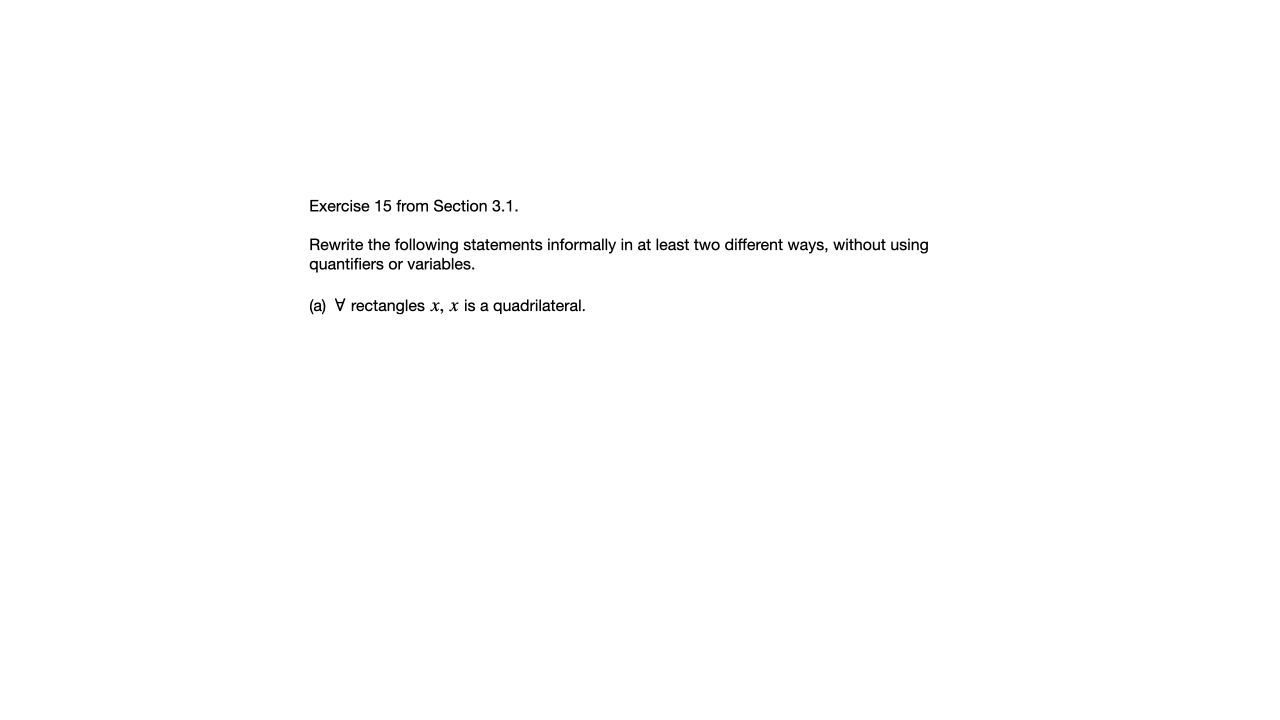 Exercise 15 from Section 3.1.
Rewrite the following statements informally in at least two different ways, without using
quantifiers or variables.
(a) ∀ rectangles x, x is a quadrilateral.